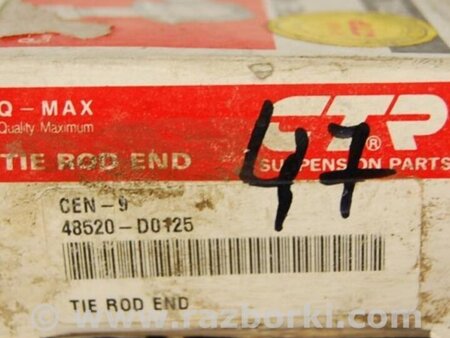 Q - MAX
Quality Maximum
CTR®
TIE ROD END
SUSPENSION PARTS
47
CEN-9
48520-D0125
TIE ROD END
www.razborki.com